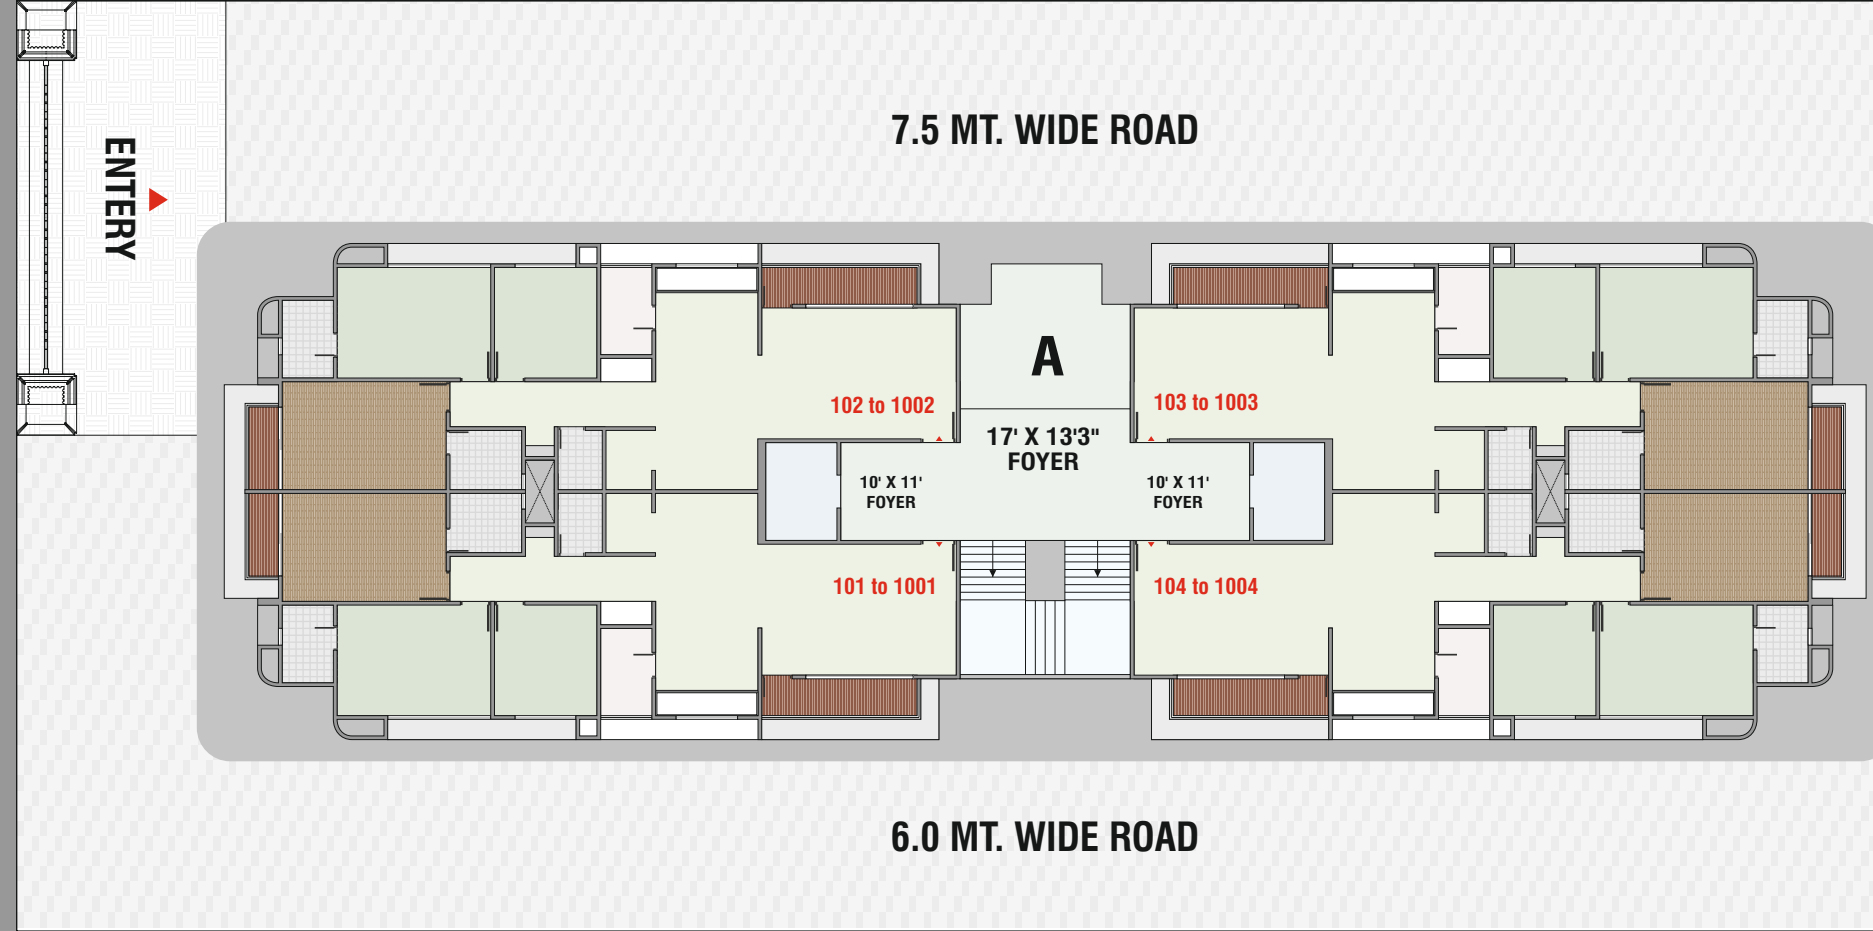 7.5 MT. WIDE ROAD
ENTERY
A
102 to 1002
103 to 1003
17' X 13'3"
FOYER
10' X 11'
FOYER
10' X 11'
FOYER
101 to 1001
104 to 1004
6.0 MT. WIDE ROAD